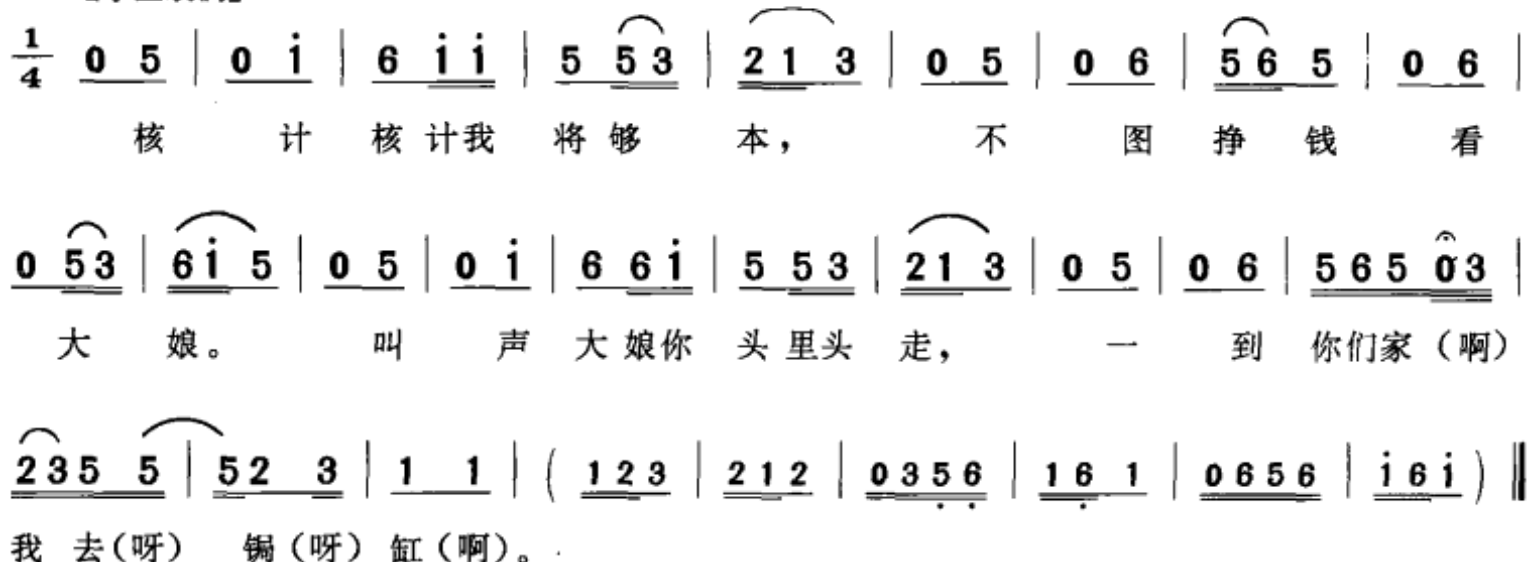 1/4 0 5 | 0 i̇ | 6 i̇ i̇ | 5 5 3 | 2 1 3 | 0 5 | 0 6 | 5 6 5 | 0 6 |
核 计 核 计我 将 够 本, 不 图 挣 钱 看
0 5 3 | 6 i̇ 5 | 0 5 | 0 i̇ | 6 6 i̇ | 5 5 3 | 2 1 3 | 0 5 | 0 6 | 5 6 5 0 3 |
大 娘。 叫 声 大 娘你 头 里头 走, 一 到 你们家(啊)
2 3 5 5 | 5 2 3 | 1 1 | ( 1 2 3 | 2 1 2 | 0 3 5̣ 6̣ | 1 6̣ 1 | 0 6 5 6 | i̇ 6 i̇ ) ‖
我 去(呀) 锔(呀) 缸(啊)。